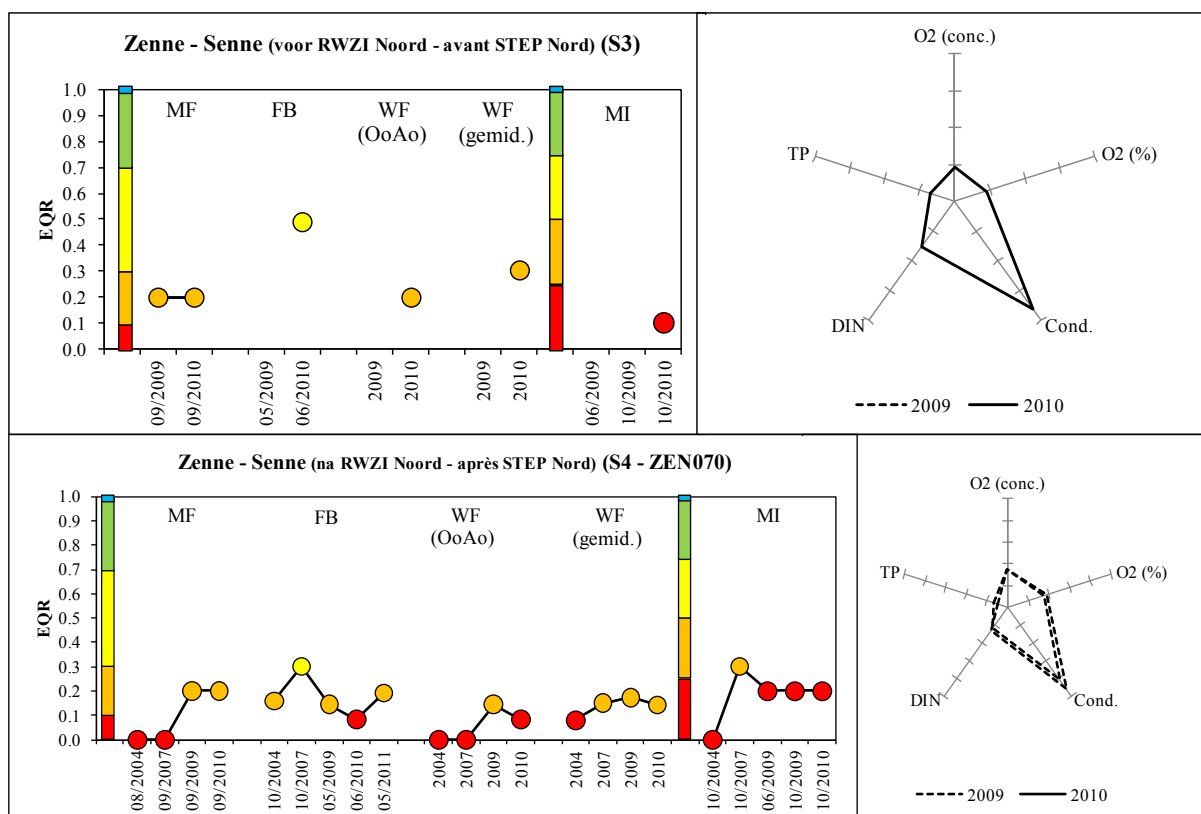 Zenne - Senne (voor RWZI Noord - avant STEP Nord) (S3)
EQR
1.0
0.9
0.8
0.7
0.6
0.5
0.4
0.3
0.2
0.1
0.0
MF
FB
WF
(OoAo)
WF
(gemid.)
MI
09/2009
09/2010
05/2009
06/2010
2009
2010
2009
2010
06/2009
10/2009
10/2010
O2 (conc.)
O2 (%)
Cond.
DIN
TP
2009
2010
Zenne - Senne (na RWZI Noord - après STEP Nord) (S4 - ZEN070)
EQR
1.0
0.9
0.8
0.7
0.6
0.5
0.4
0.3
0.2
0.1
0.0
MF
FB
WF
(OoAo)
WF
(gemid.)
MI
08/2004
09/2007
09/2009
09/2010
10/2004
10/2007
05/2009
06/2010
05/2011
2004
2007
2009
2010
2004
2007
2009
2010
10/2004
10/2007
06/2009
10/2009
10/2010
O2 (conc.)
O2 (%)
Cond.
DIN
TP
2009
2010